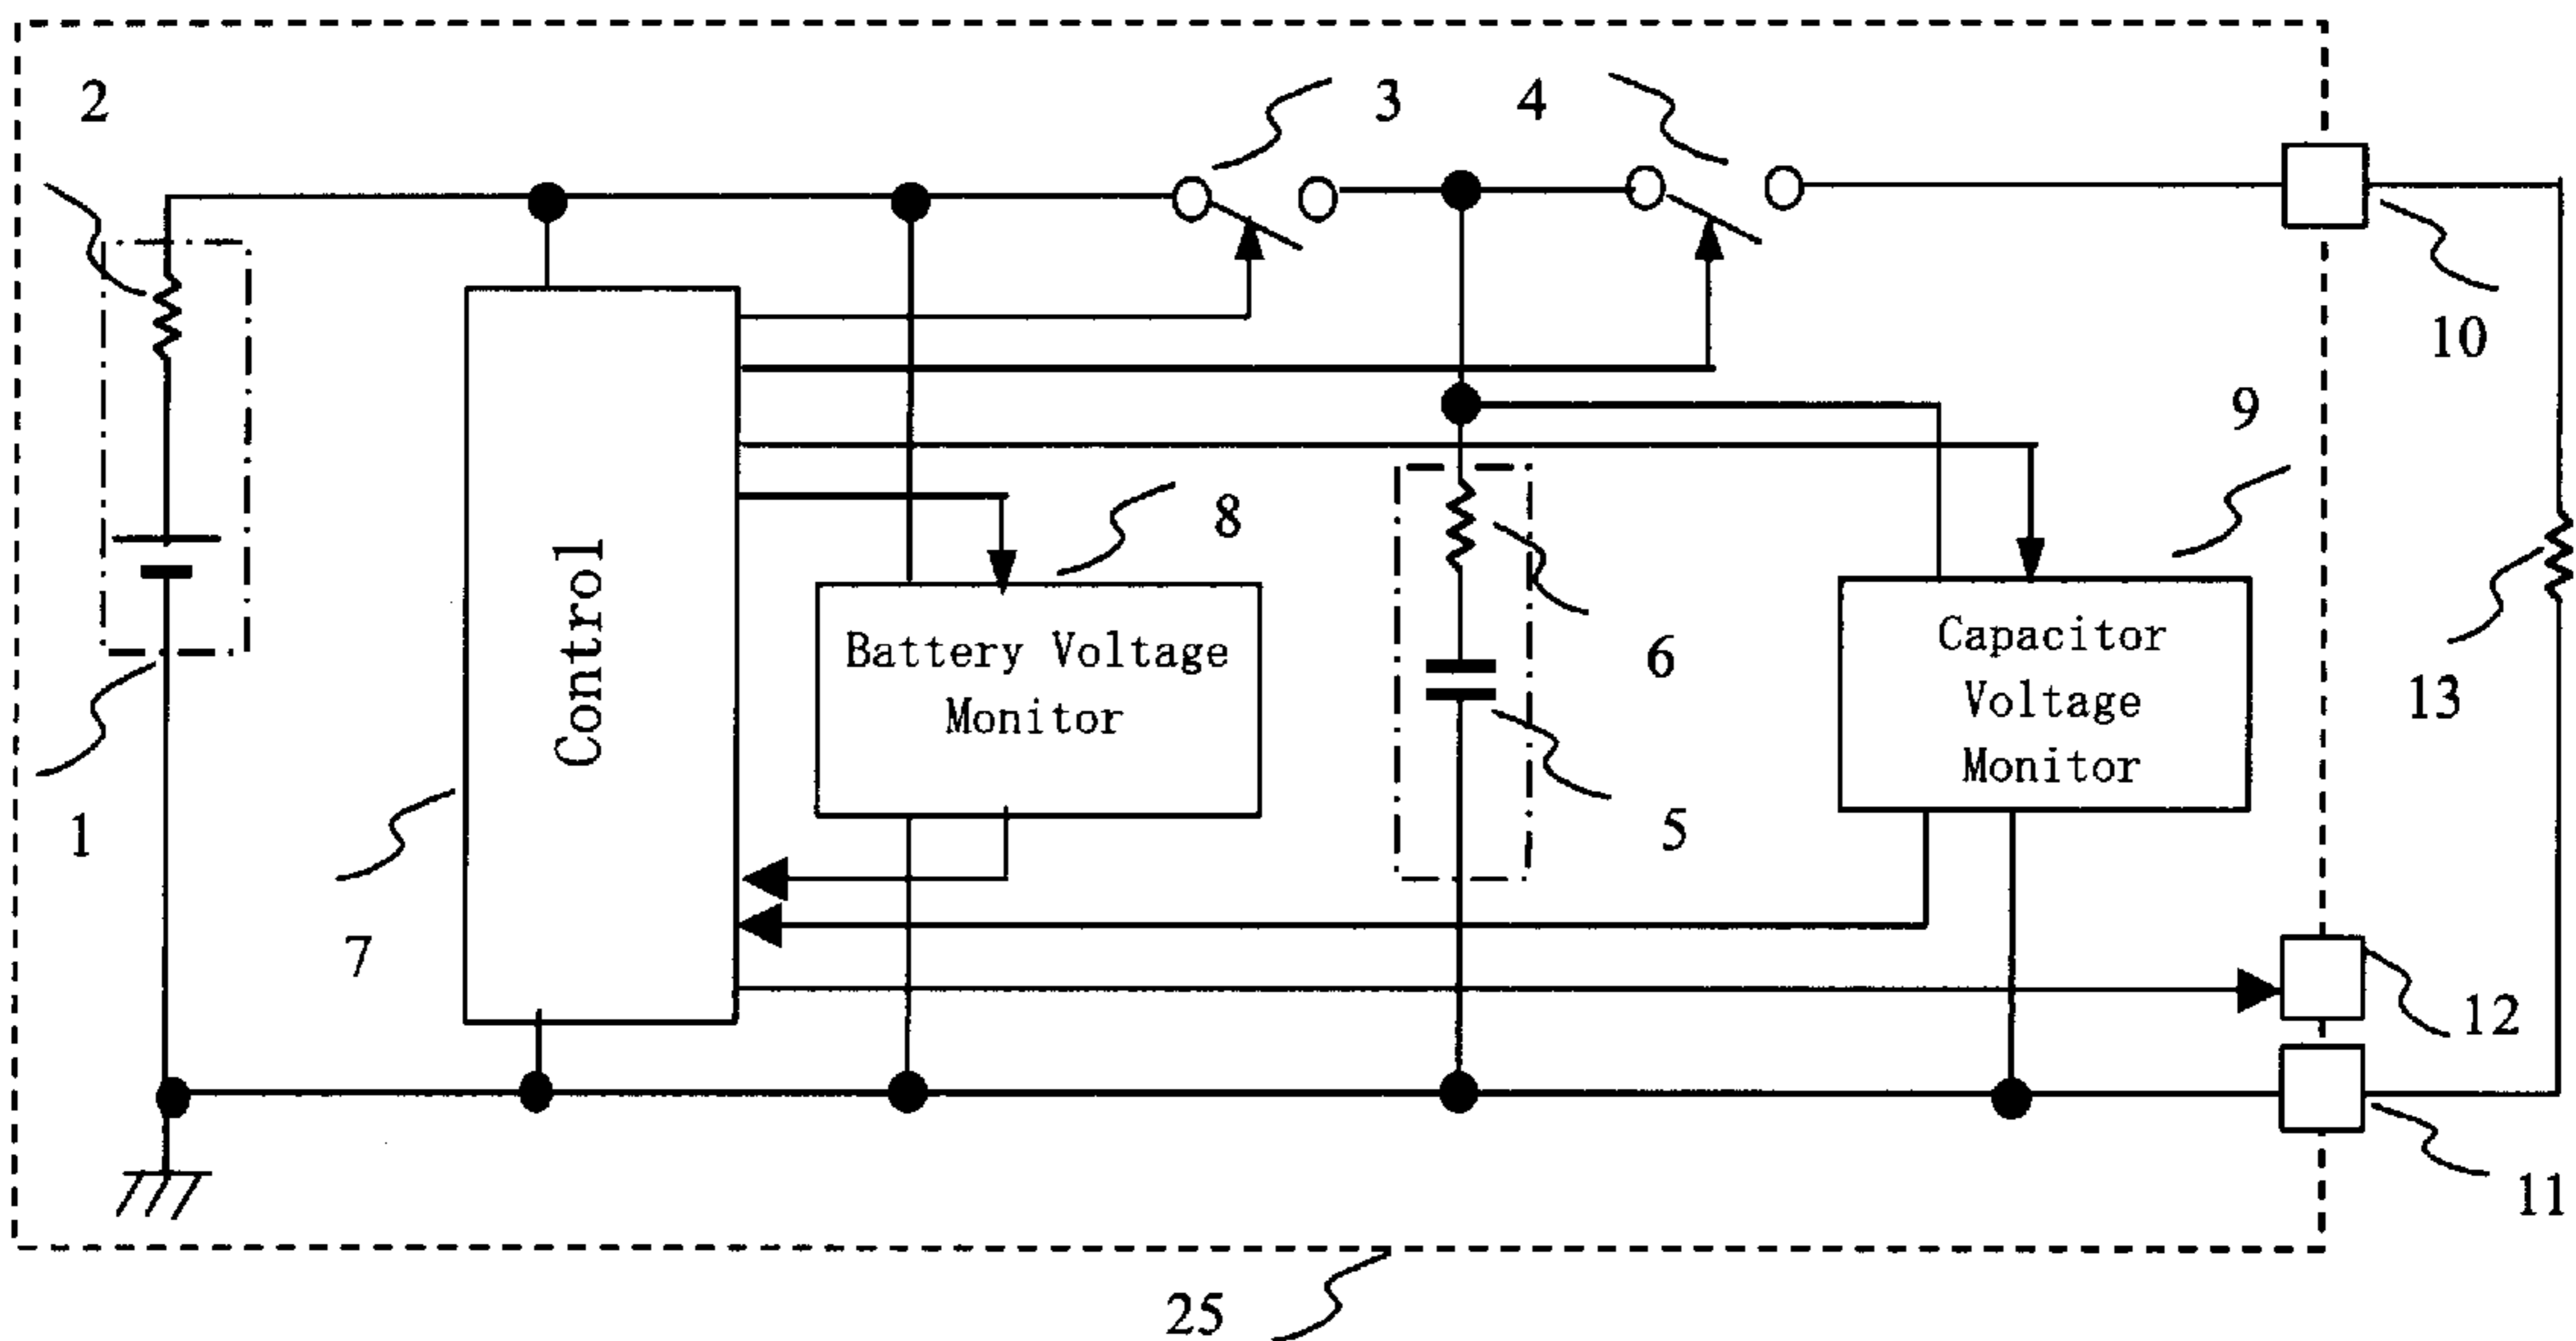 2
3
4
10
9
8
Control
Battery Voltage
Monitor
6
Capacitor
Voltage
Monitor
13
1
5
7
12
11
25